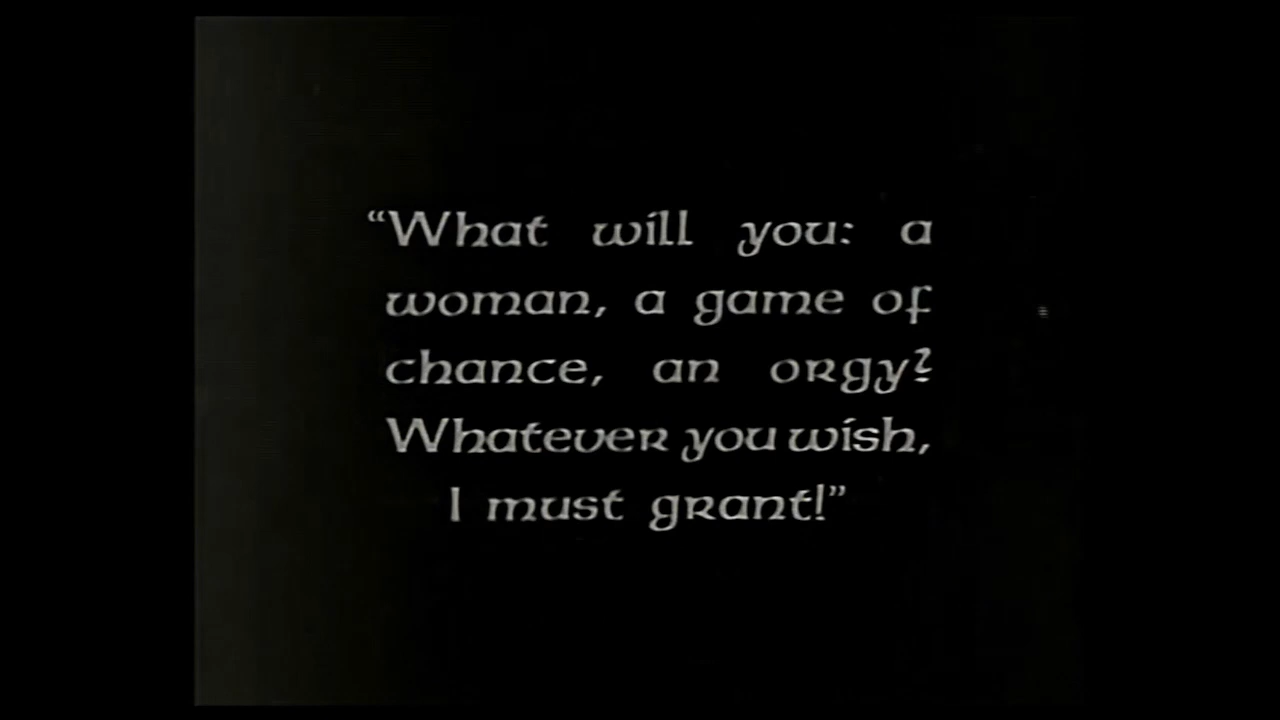 “What will you: a
woman, a game of
chance, an orgy?
Whatever you wish,
I must grant!”